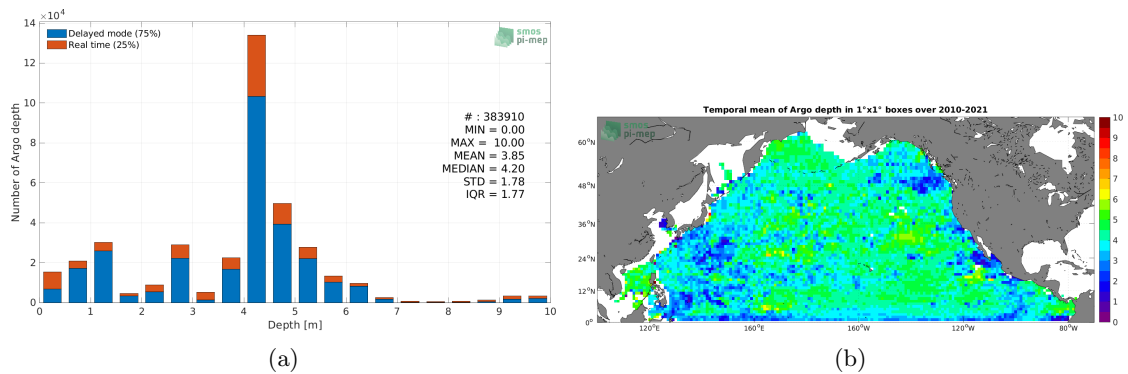 ×10⁴
14
12
10
8
6
4
2
0
Number of Argo depth
Delayed mode (75%)
Real time (25%)
smos
pi-mep
# : 383910
MIN = 0.00
MAX = 10.00
MEAN = 3.85
MEDIAN = 4.20
STD = 1.78
IQR = 1.77
0 1 2 3 4 5 6 7 8 9 10
Depth [m]
(a)
Temporal mean of Argo depth in 1°x1° boxes over 2010-2021
smos
pi-mep
60°N
48°N
36°N
24°N
12°N
0°
120°E 160°E 160°W 120°W 80°W
10
9
8
7
6
5
4
3
2
1
0
(b)